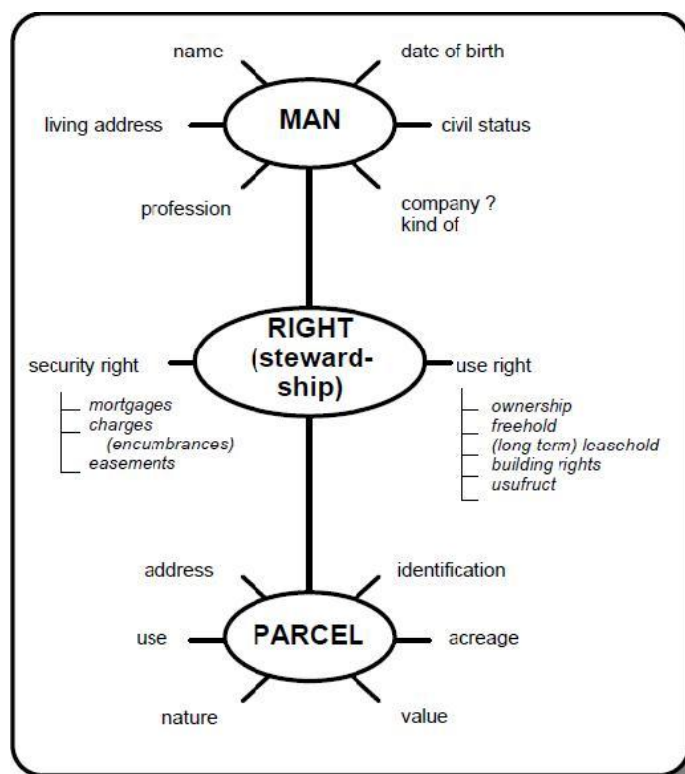 name
date of birth
MAN
living address
civil status
profession
company ?
kind of
RIGHT
(steward-
ship)
security right
use right
mortgages
charges
(encumbrances)
easements
ownership
freehold
(long term) leasehold
building rights
usufruct
address
identification
PARCEL
use
acreage
nature
value